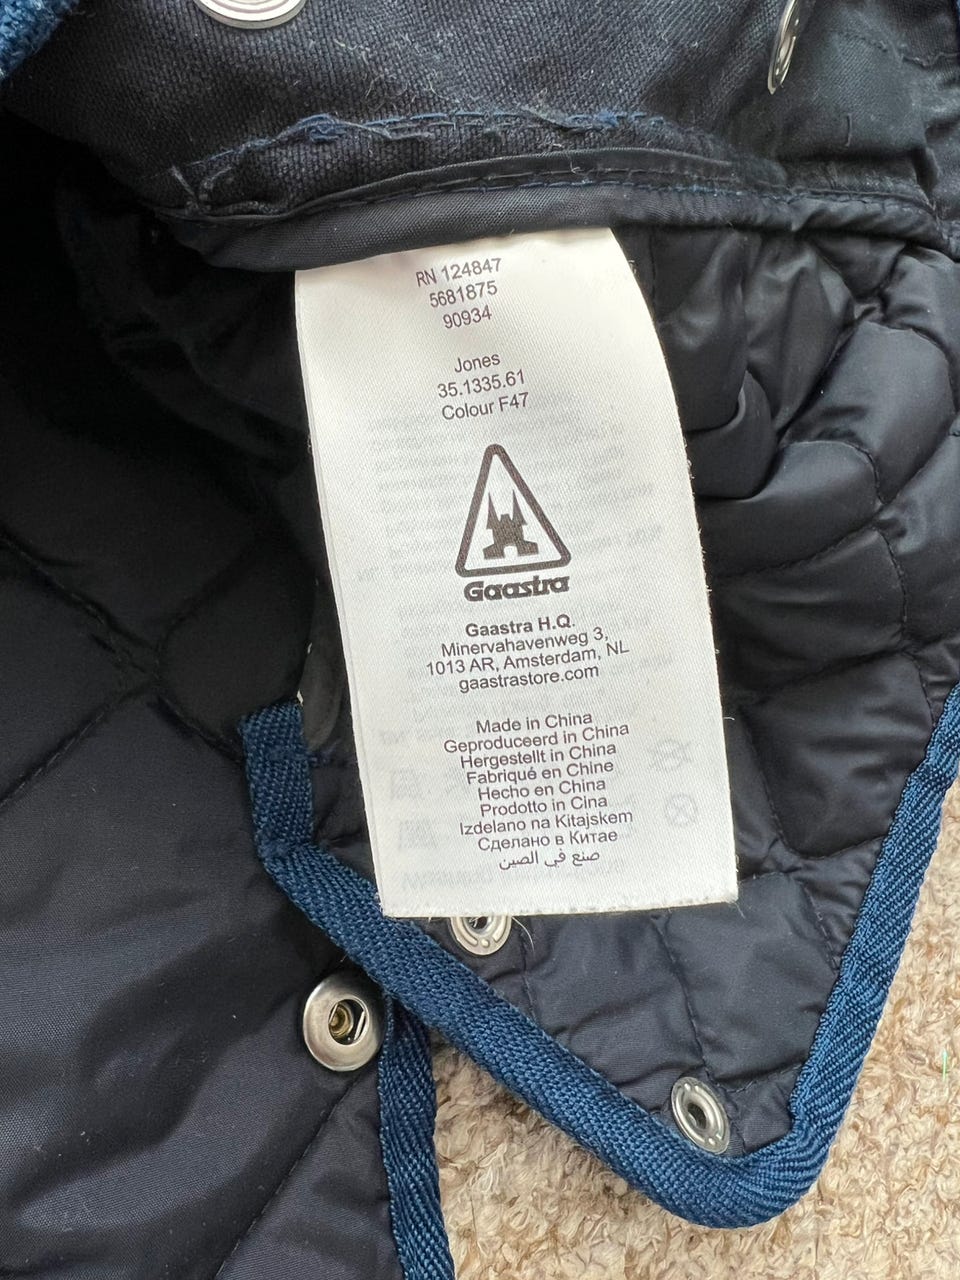 RN 124847
5681875
90934
Jones
35.1335.61
Colour F47
Gaastra
Gaastra H.Q.
Minervahavenweg 3,
1013 AR, Amsterdam, NL
gaastrastore.com
Made in China
Geproduceerd in China
Hergestellt in China
Fabriqué en Chine
Hecho en China
Prodotto in Cina
Izdelano na Kitajskem
Сделано в Китае
صنع في الصين